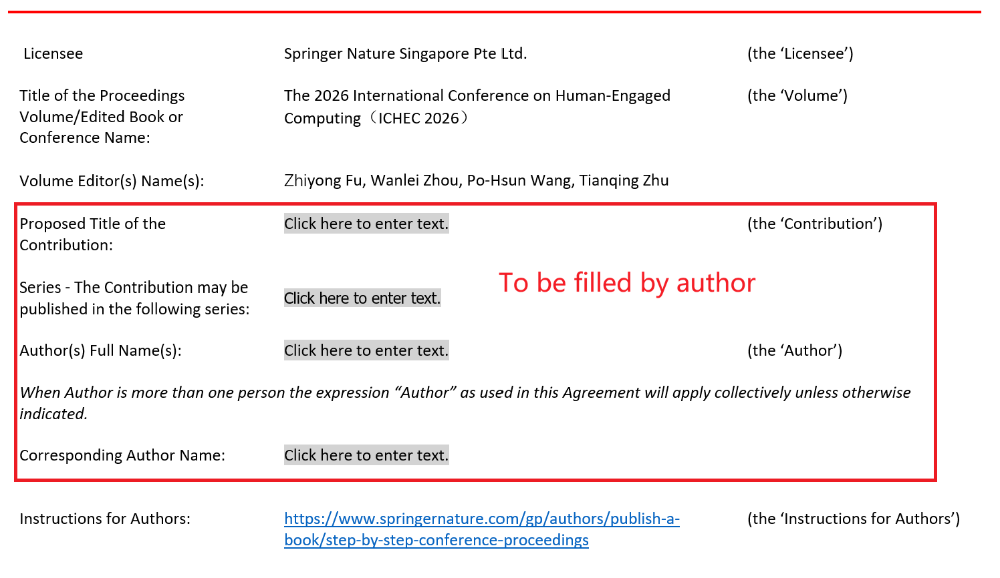 Licensee Springer Nature Singapore Pte Ltd. (the ‘Licensee’)
Title of the Proceedings The 2026 International Conference on Human-Engaged (the ‘Volume’)
Volume/Edited Book or Computing（ICHEC 2026）
Conference Name:
Volume Editor(s) Name(s): Zhiyong Fu, Wanlei Zhou, Po-Hsun Wang, Tianqing Zhu
Proposed Title of the Click here to enter text. (the ‘Contribution’)
Contribution:
To be filled by author
Series - The Contribution may be Click here to enter text.
published in the following series:
Author(s) Full Name(s): Click here to enter text. (the ‘Author’)
When Author is more than one person the expression “Author” as used in this Agreement will apply collectively unless otherwise
indicated.
Corresponding Author Name: Click here to enter text.
Instructions for Authors: https://www.springernature.com/gp/authors/publish-a- (the ‘Instructions for Authors’)
book/step-by-step-conference-proceedings